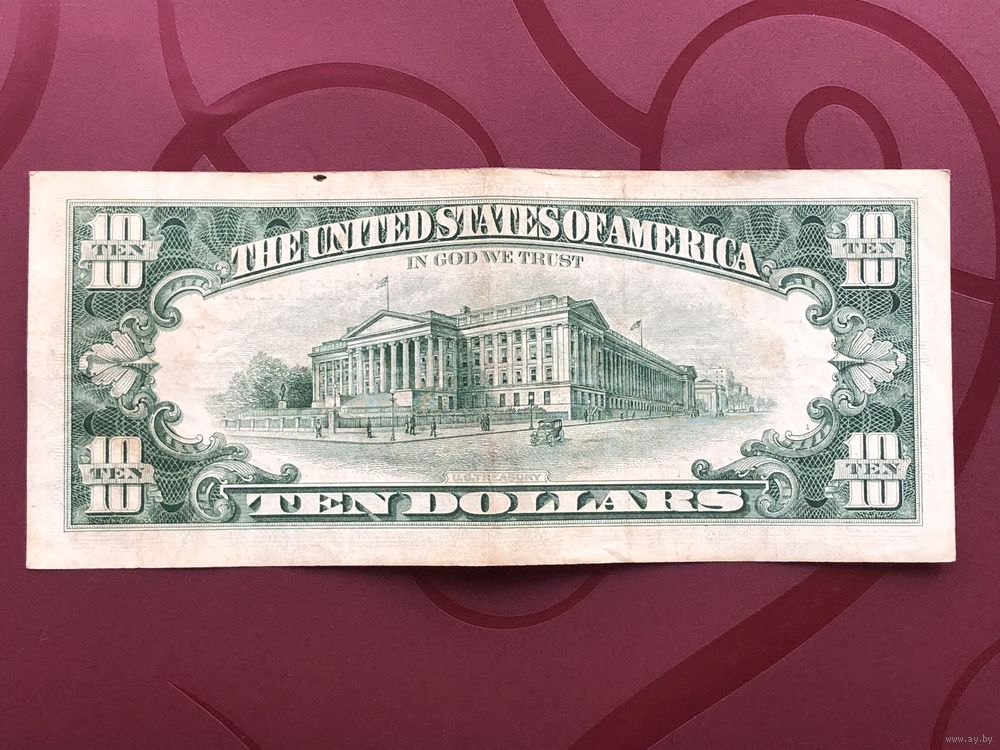 THE UNITED STATES OF AMERICA
IN GOD WE TRUST
10
TEN
10
10
TEN
10
10
TEN
10
U.S.TREASURY
10
TEN
10
TEN DOLLARS
www.ay.by